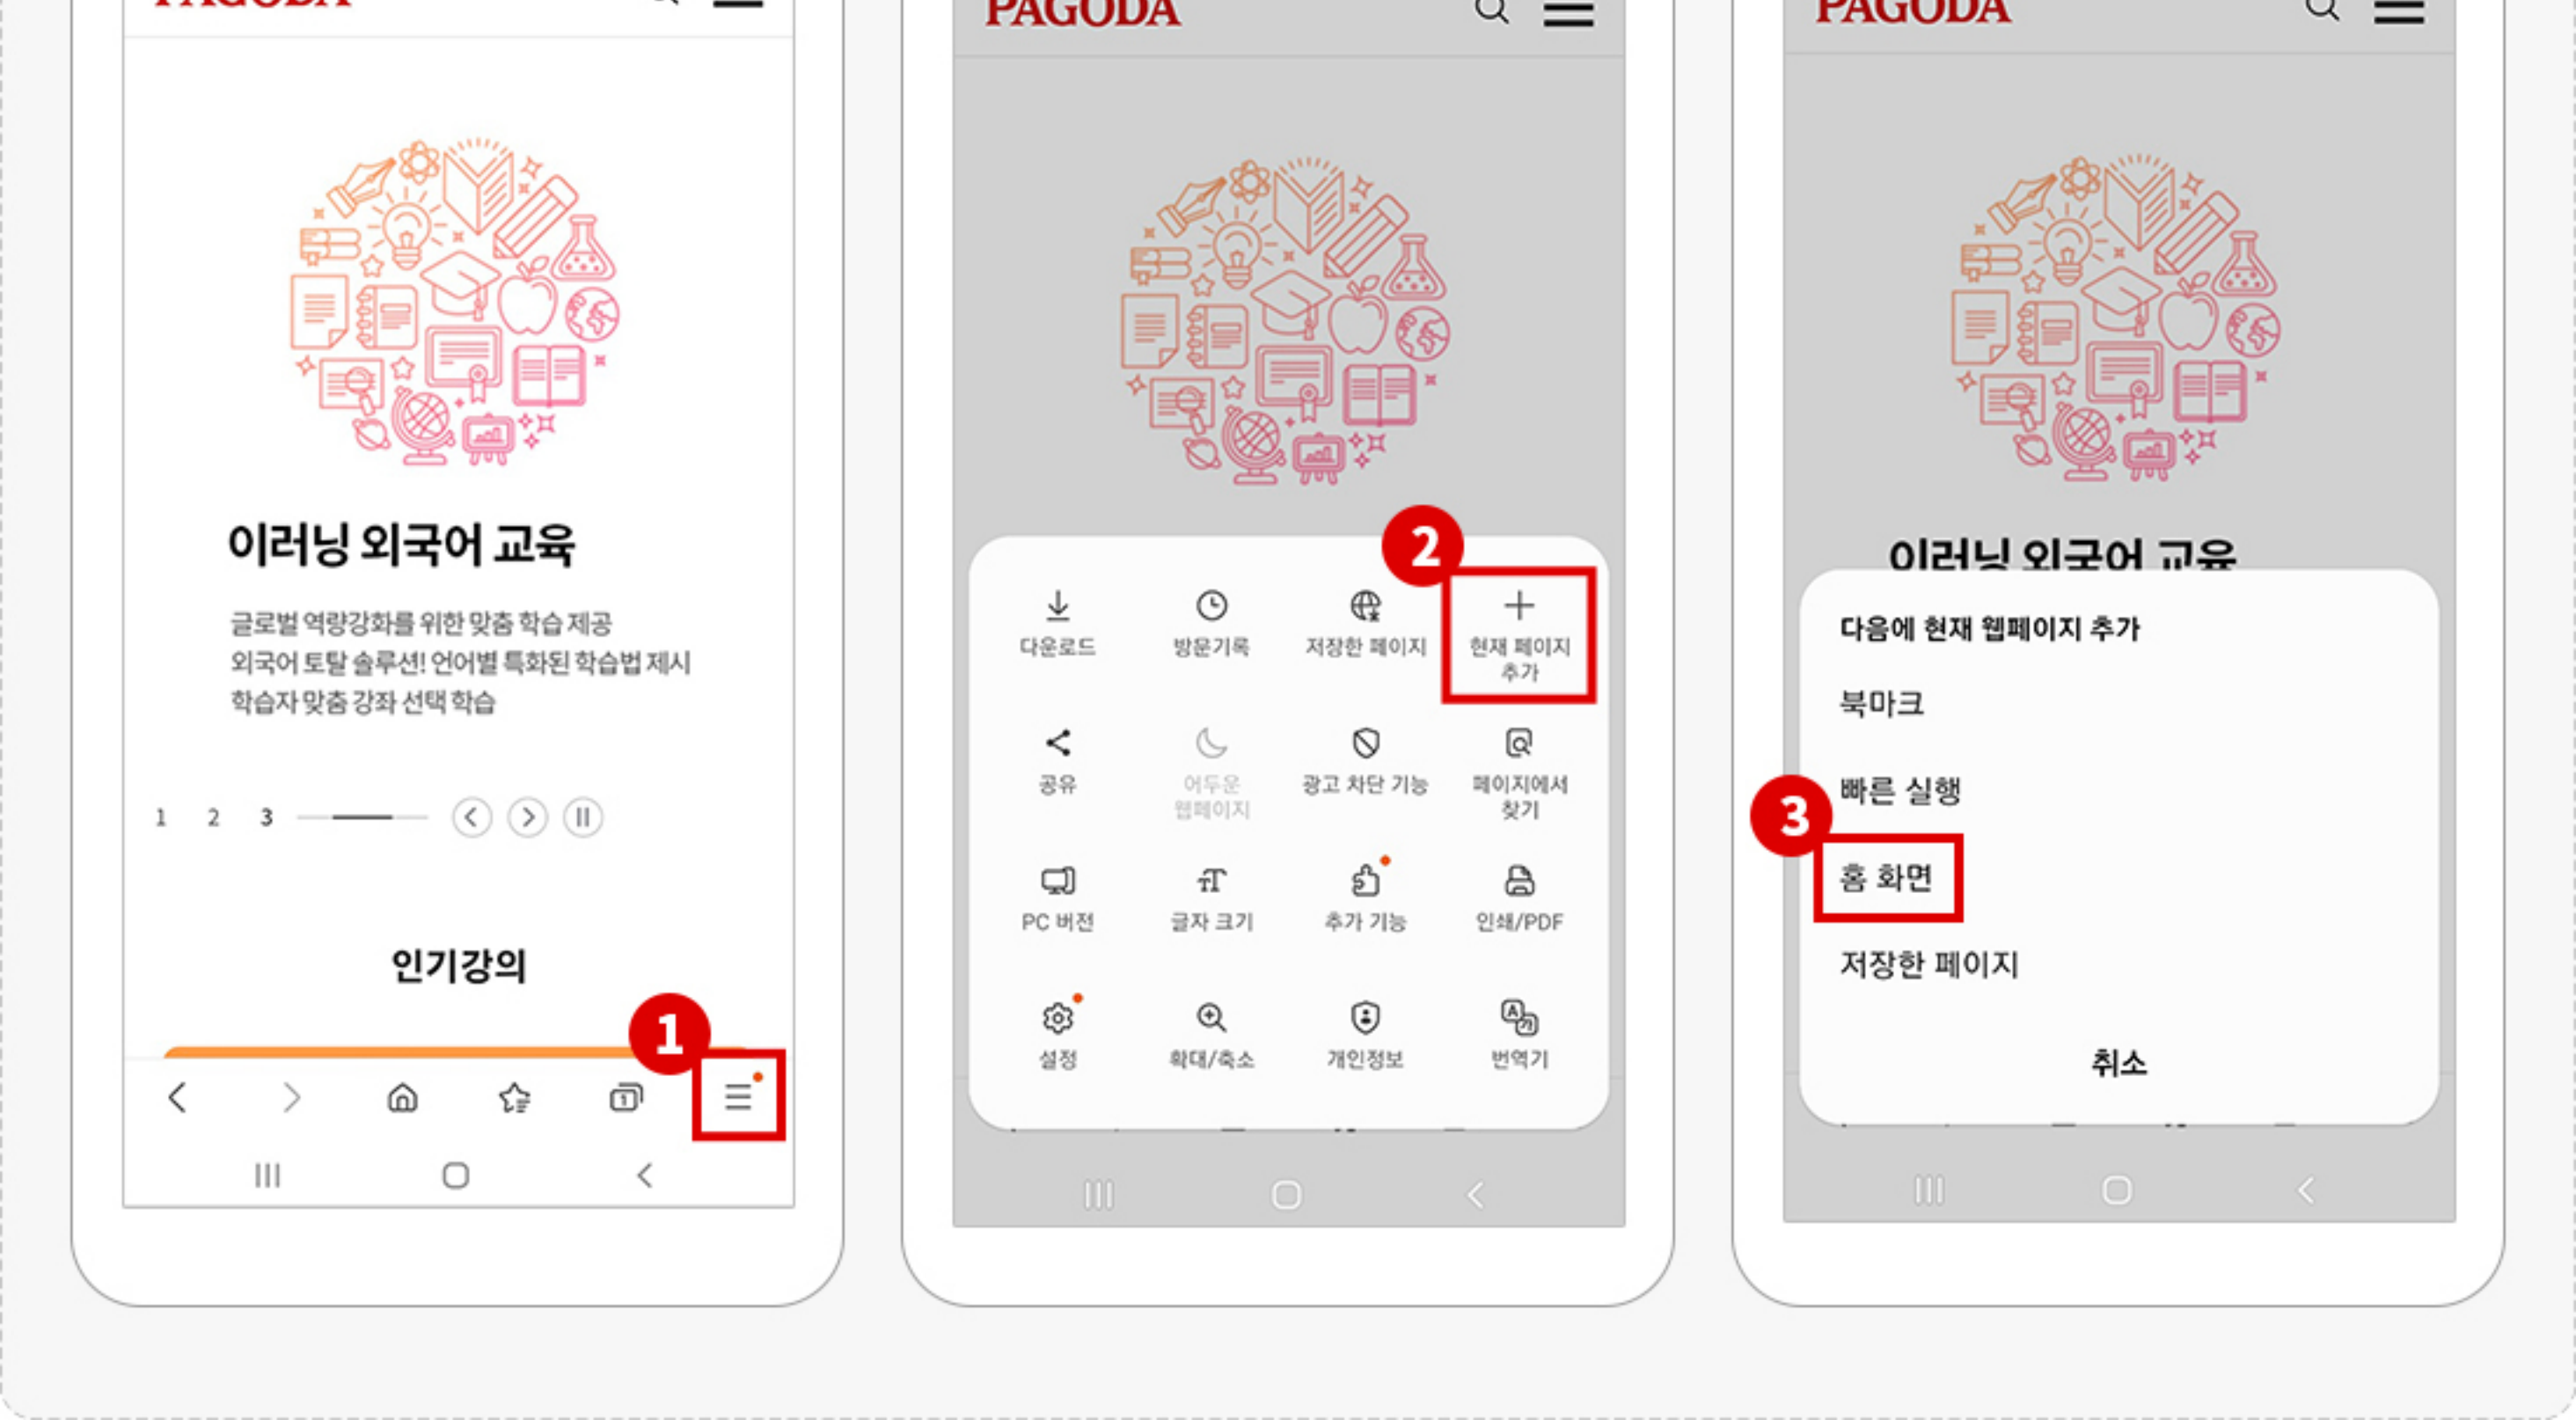 PAGODA
이러닝 외국어 교육
글로벌 역량강화를 위한 맞춤 학습 제공
외국어 토탈 솔루션! 언어별 특화된 학습법 제시
학습자 맞춤 강좌 선택 학습
1 2 3
인기강의
1
1
PAGODA
2
다운로드
방문기록
저장한 페이지
현재 페이지
추가
공유
어두운
웹페이지
광고 차단 기능
페이지에서
찾기
PC 버전
글자 크기
추가 기능
인쇄/PDF
설정
확대/축소
개인정보
번역기
PAGODA
이러닝 외국어 교육
다음에 현재 웹페이지 추가
북마크
빠른 실행
3
홈 화면
저장한 페이지
취소